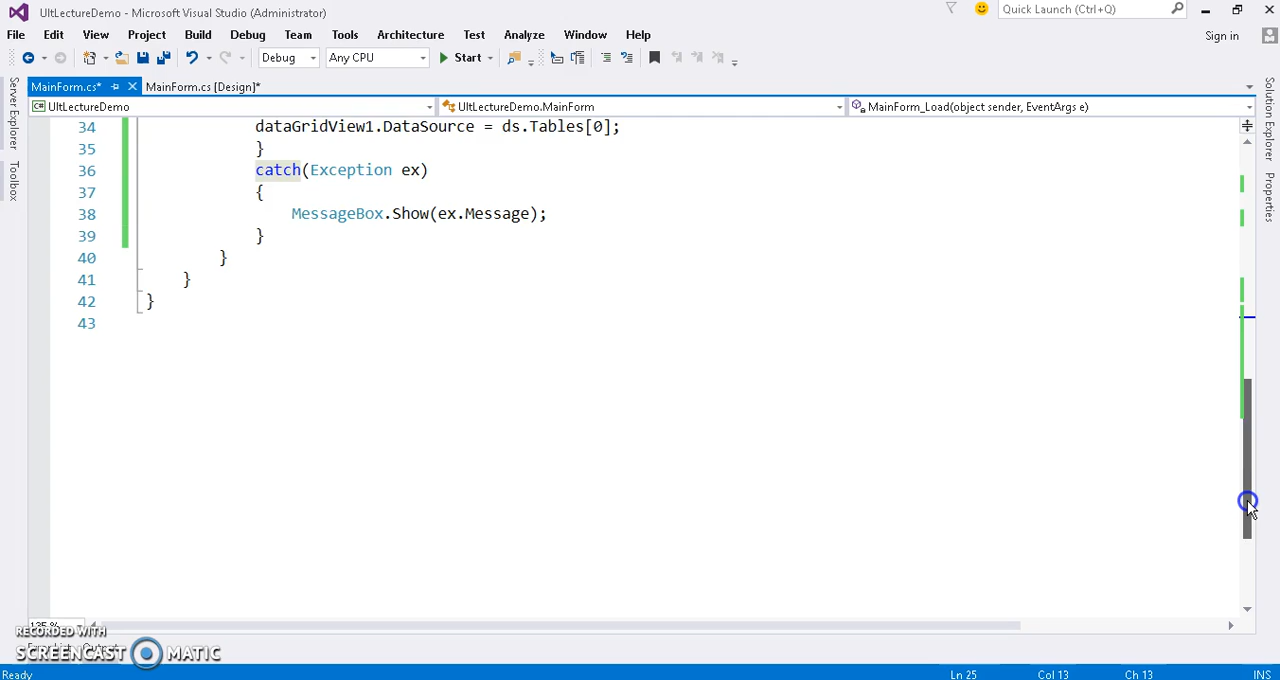 UltLectureDemo - Microsoft Visual Studio (Administrator)
Quick Launch (Ctrl+Q)
File Edit View Project Build Debug Team Tools Architecture Test Analyze Window Help
Sign in
Debug Any CPU Start
MainForm.cs* MainForm.cs [Design]*
UltLectureDemo UltLectureDemo.MainForm MainForm_Load(object sender, EventArgs e)
Server Explorer
Toolbox
Solution Explorer
Properties
34 dataGridView1.DataSource = ds.Tables[0];
35 }
36 catch(Exception ex)
37 {
38 MessageBox.Show(ex.Message);
39 }
40 }
41 }
42 }
43
135 %
RECORDED WITH
SCREENCAST MATIC
Ready Ln 25 Col 13 Ch 13 INS